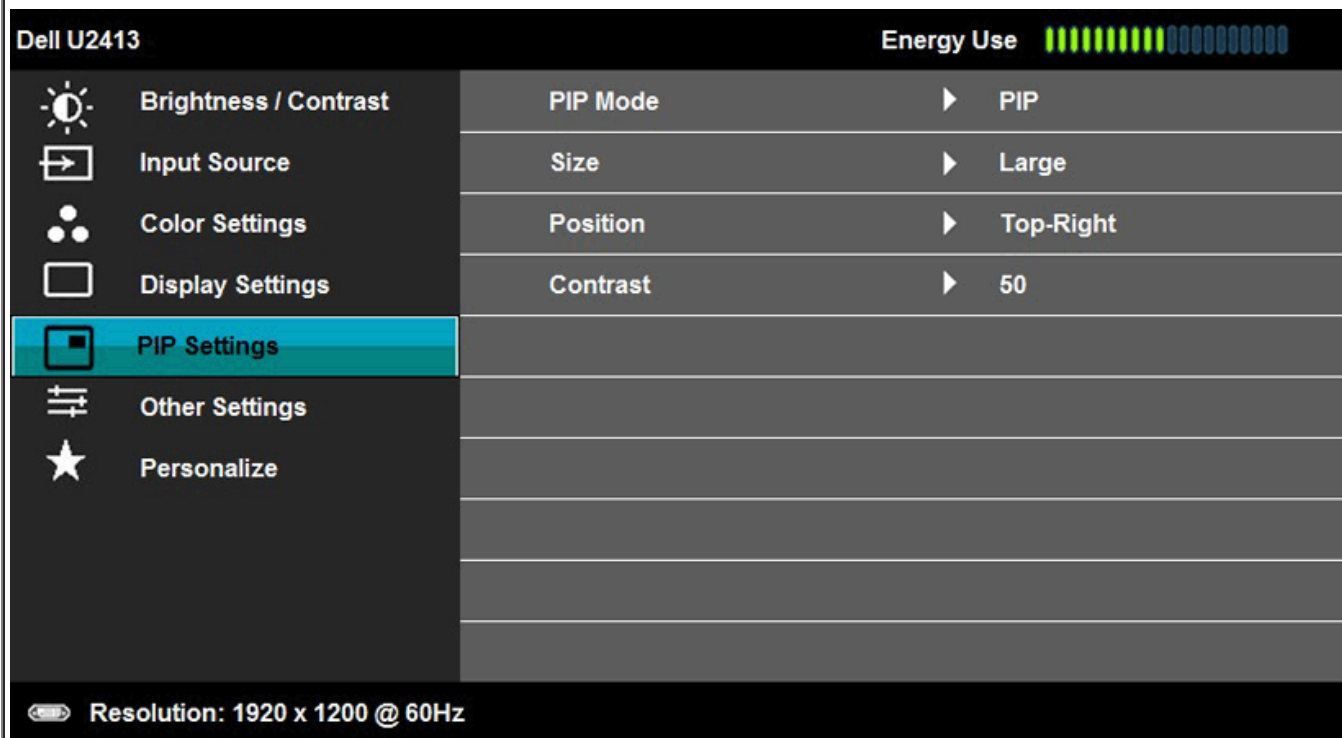 Dell U2413 Energy Use
Brightness / Contrast PIP Mode PIP
Input Source Size Large
Color Settings Position Top-Right
Display Settings Contrast 50
PIP Settings
Other Settings
Personalize
Resolution: 1920 x 1200 @ 60Hz